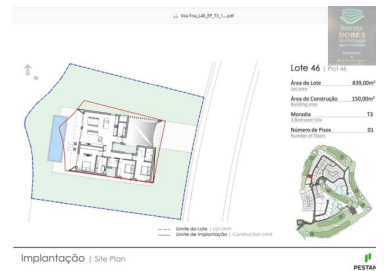 Vila Fria_L46_EP_T3_1....pdf
N
Lote 46 | Plot 46
Área do Lote 839,00m²
Lot area
Área de Construção 150,00m²
Building area
Moradia T3
3 Bedroom Villa
Número de Pisos 01
Number of Floors
Limite do Lote | Lot Limit
Limite de Implantação | Construction Limit
Implantação | Site Plan
PESTANA